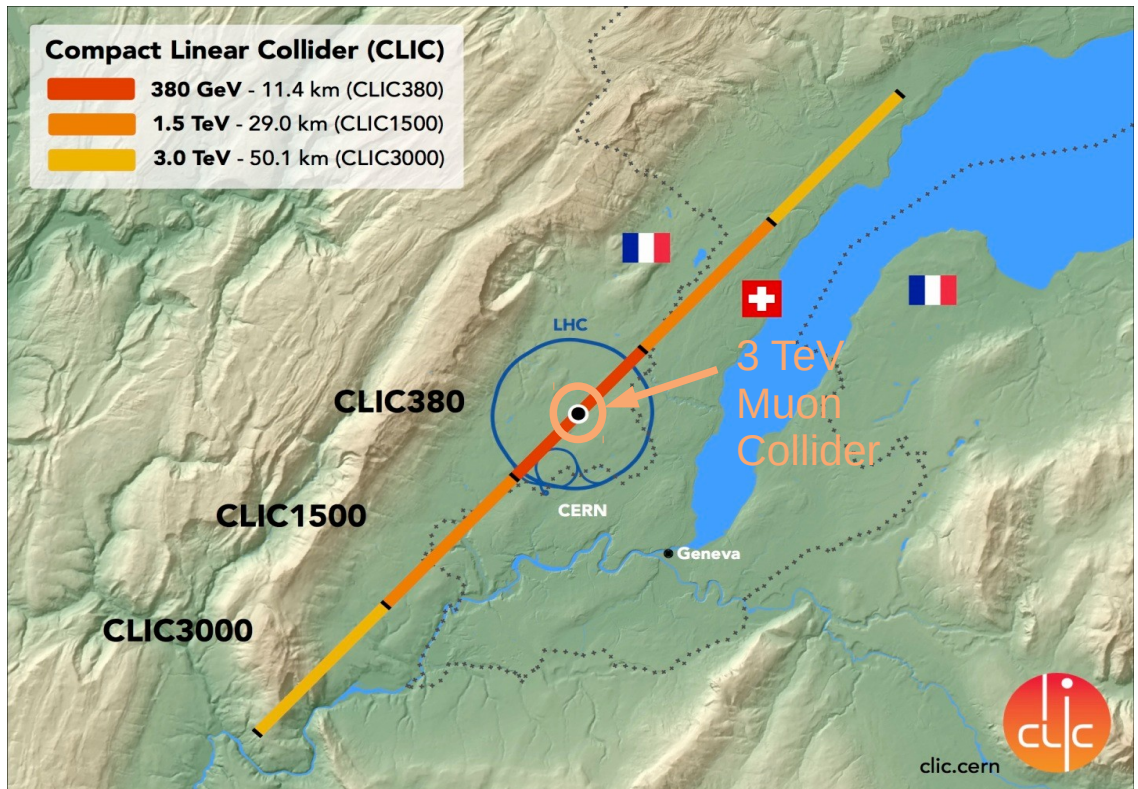 Compact Linear Collider (CLIC)
380 GeV - 11.4 km (CLIC380)
1.5 TeV - 29.0 km (CLIC1500)
3.0 TeV - 50.1 km (CLIC3000)
LHC
3 TeV
Muon
Collider
CLIC380
CLIC1500
CERN
Geneva
CLIC3000
clic
clic.cern